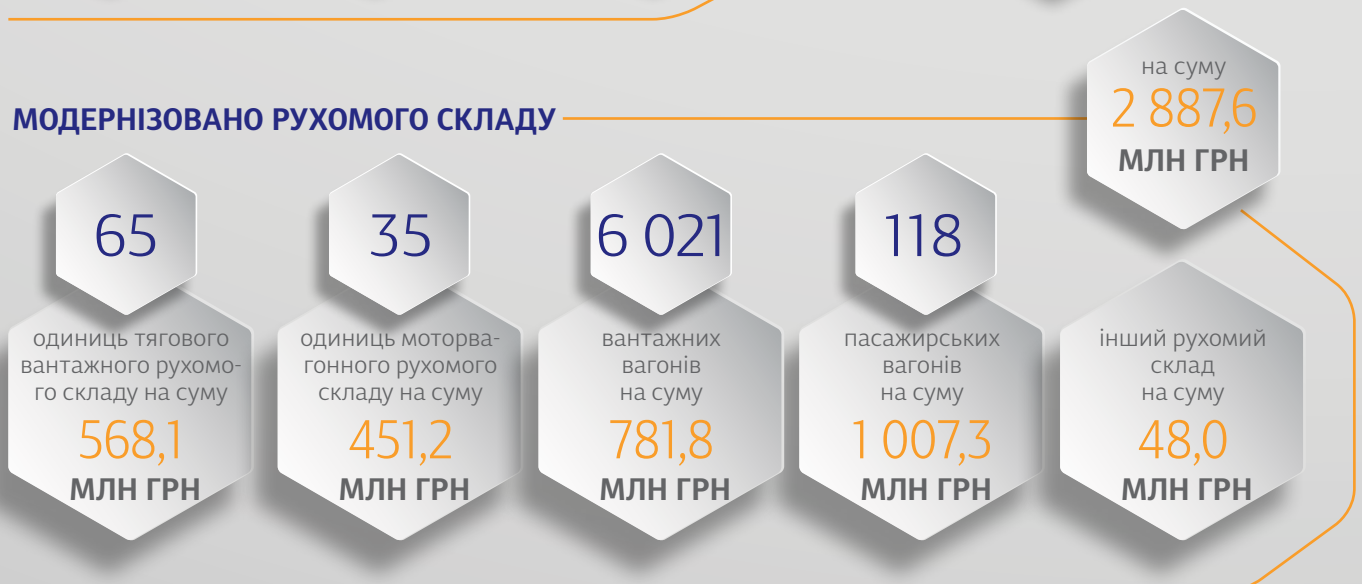 на суму
2 887,6
МЛН ГРН
МОДЕРНІЗОВАНО РУХОМОГО СКЛАДУ
65
одиниць тягового
вантажного рухомо-
го складу на суму
568,1
МЛН ГРН
35
одиниць моторва-
гонного рухомого
складу на суму
451,2
МЛН ГРН
6 021
вантажних
вагонів
на суму
781,8
МЛН ГРН
118
пасажирських
вагонів
на суму
1 007,3
МЛН ГРН
інший рухомий
склад
на суму
48,0
МЛН ГРН